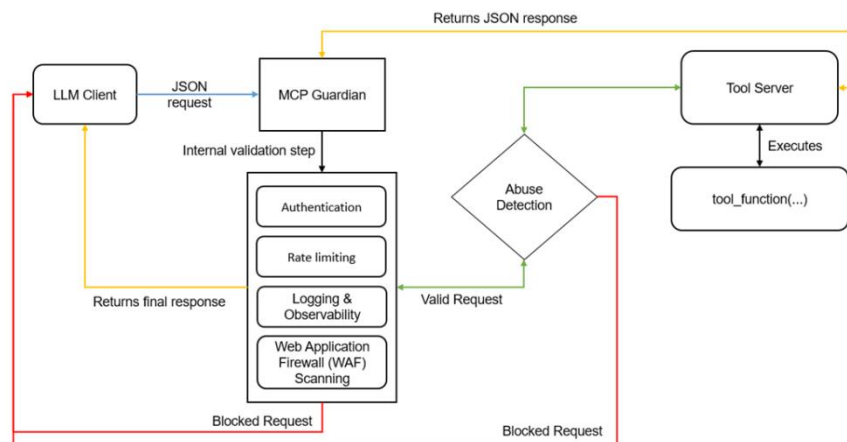 Returns JSON response
LLM Client
JSON
request
MCP Guardian
Tool Server
Internal validation step
Executes
Abuse
Detection
tool_function(...)
Authentication
Rate limiting
Returns final response
Logging &
Observability
Valid Request
Web Application
Firewall (WAF)
Scanning
Blocked Request
Blocked Request